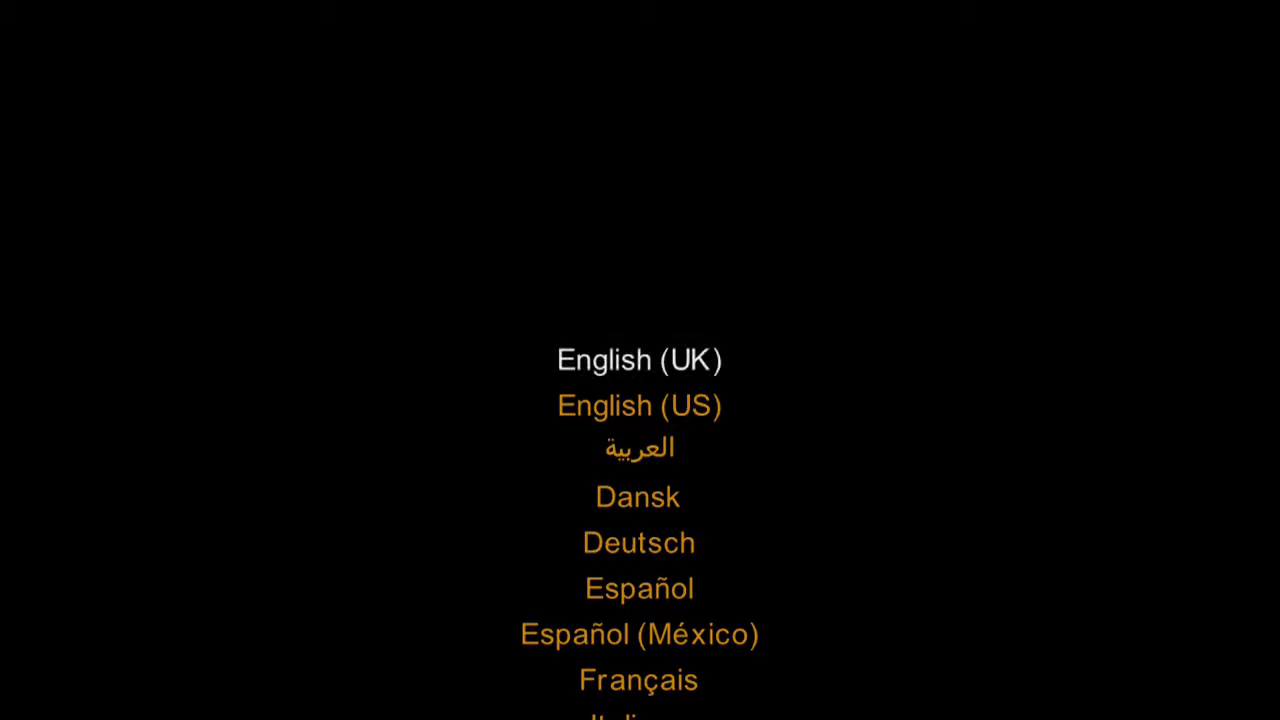 English (UK)
English (US)
العربية
Dansk
Deutsch
Español
Español (México)
Français